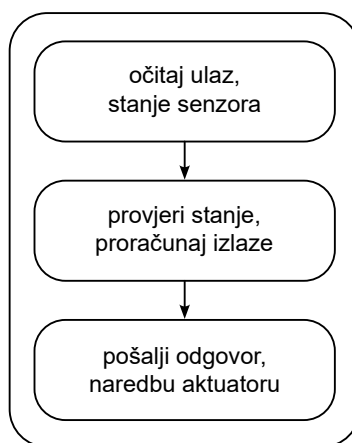 očitaj ulaz,
stanje senzora
provjeri stanje,
proračunaj izlaze
pošalji odgovor,
naredbu aktuatoru